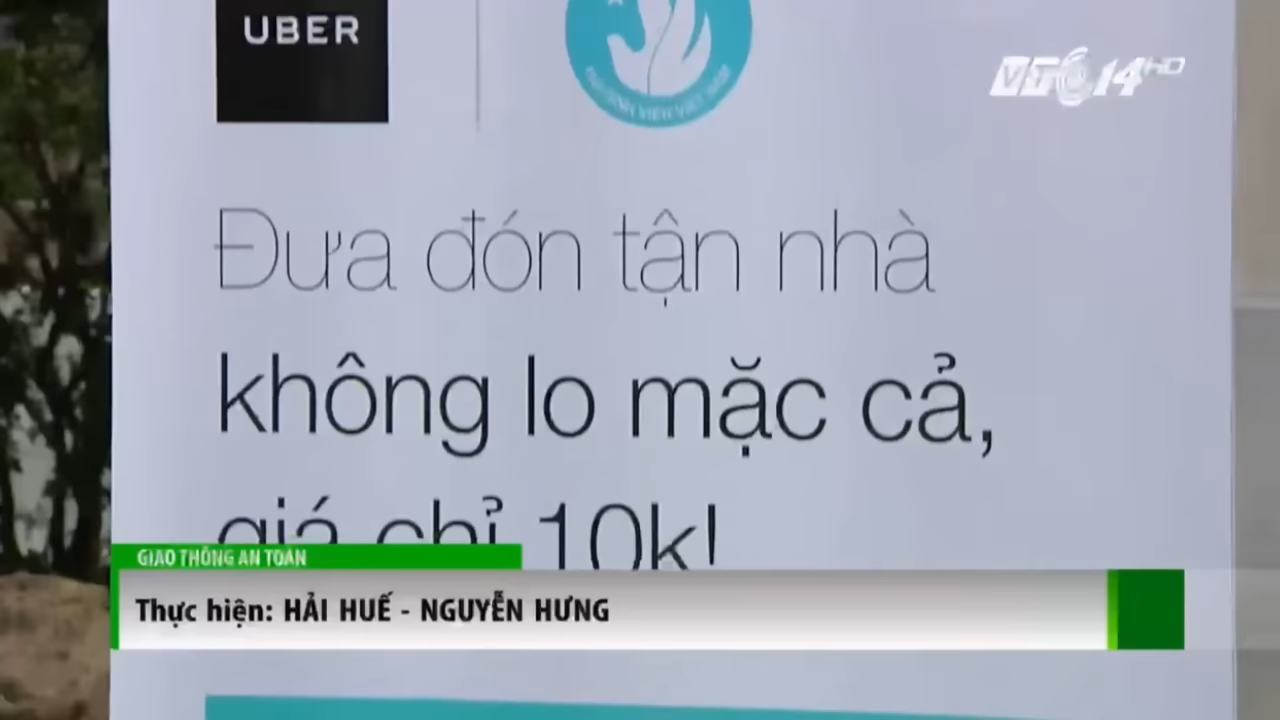 UBER
VTC14HD
Đưa đón tận nhà
không lo mặc cả,
giá chỉ 10k!
GIAO THÔNG AN TOÀN
Thực hiện: HẢI HUẾ - NGUYỄN HƯNG